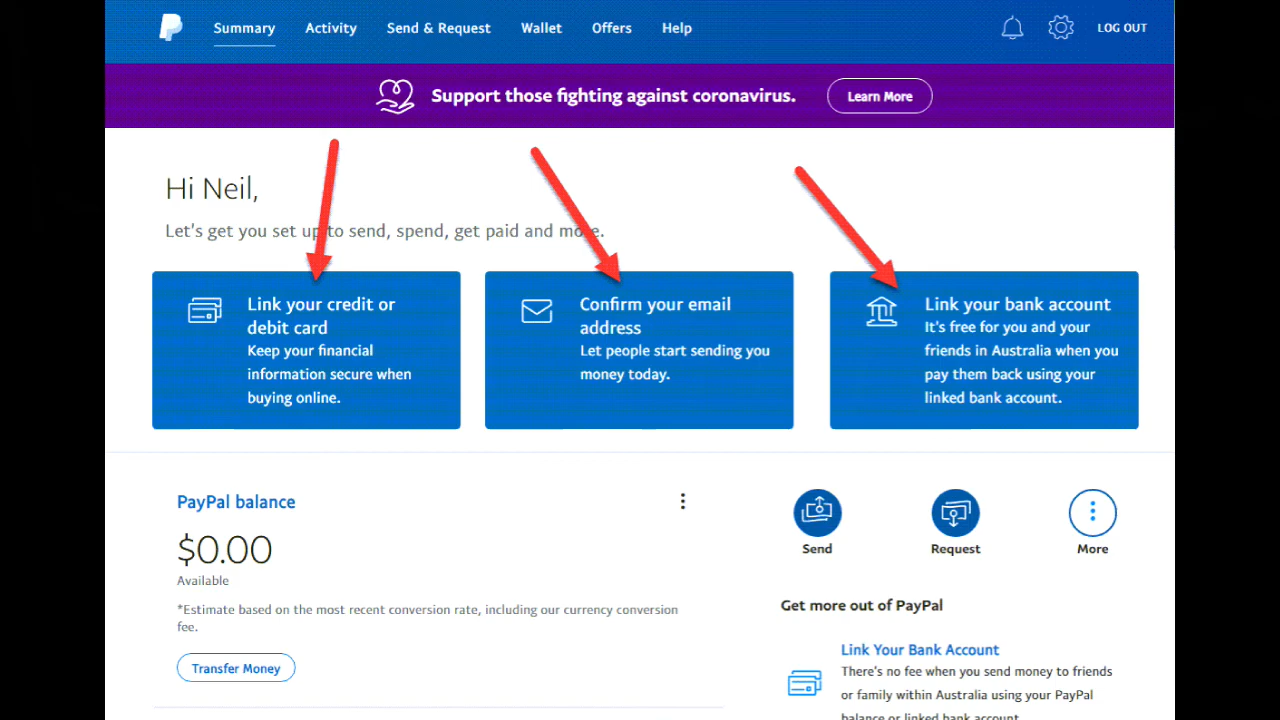 Summary Activity Send & Request Wallet Offers Help LOG OUT
Support those fighting against coronavirus. Learn More
Hi Neil,
Let's get you set up to send, spend, get paid and more.
Link your credit or
debit card
Keep your financial
information secure when
buying online.
Confirm your email
address
Let people start sending you
money today.
Link your bank account
It's free for you and your
friends in Australia when you
pay them back using your
linked bank account.
PayPal balance
$0.00
Available
*Estimate based on the most recent conversion rate, including our currency conversion
fee.
Transfer Money
Send Request More
Get more out of PayPal
Link Your Bank Account
There's no fee when you send money to friends
or family within Australia using your PayPal
balance or linked bank account.